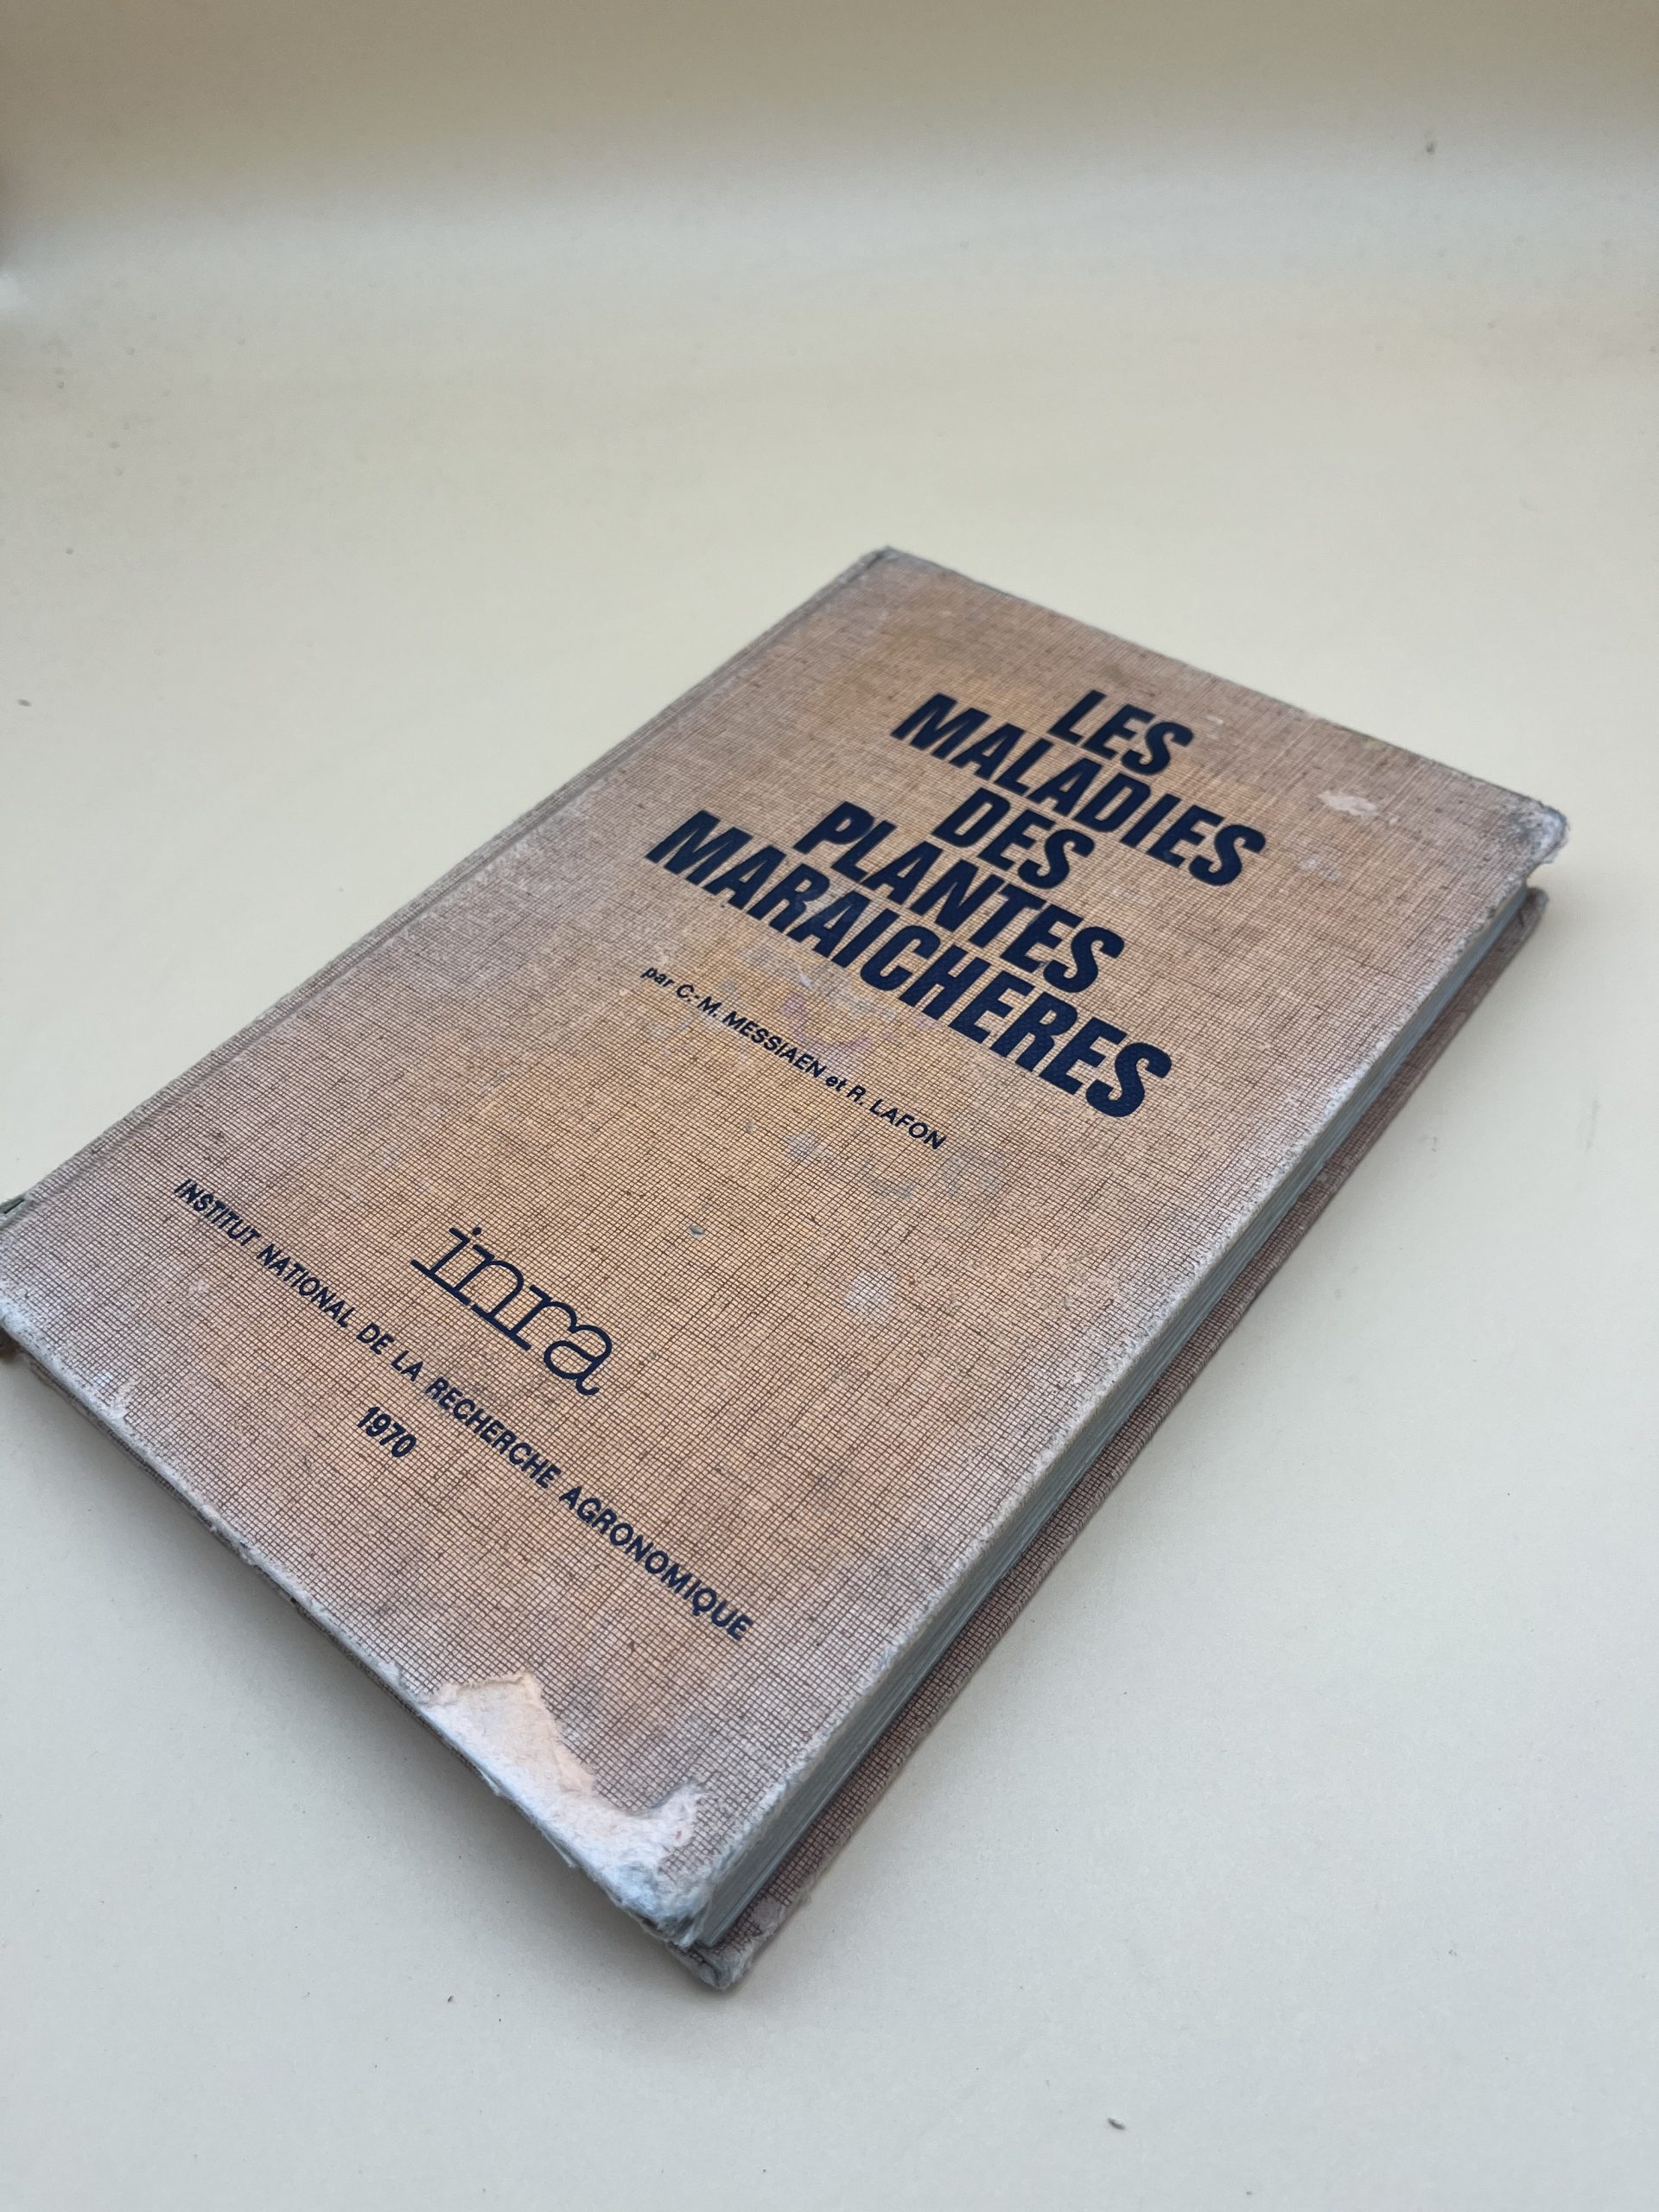 LES
MALADIES
DES
PLANTES
MARAICHERES
par C.-M. MESSIAEN et R. LAFON
inra
INSTITUT NATIONAL DE LA RECHERCHE AGRONOMIQUE
1970